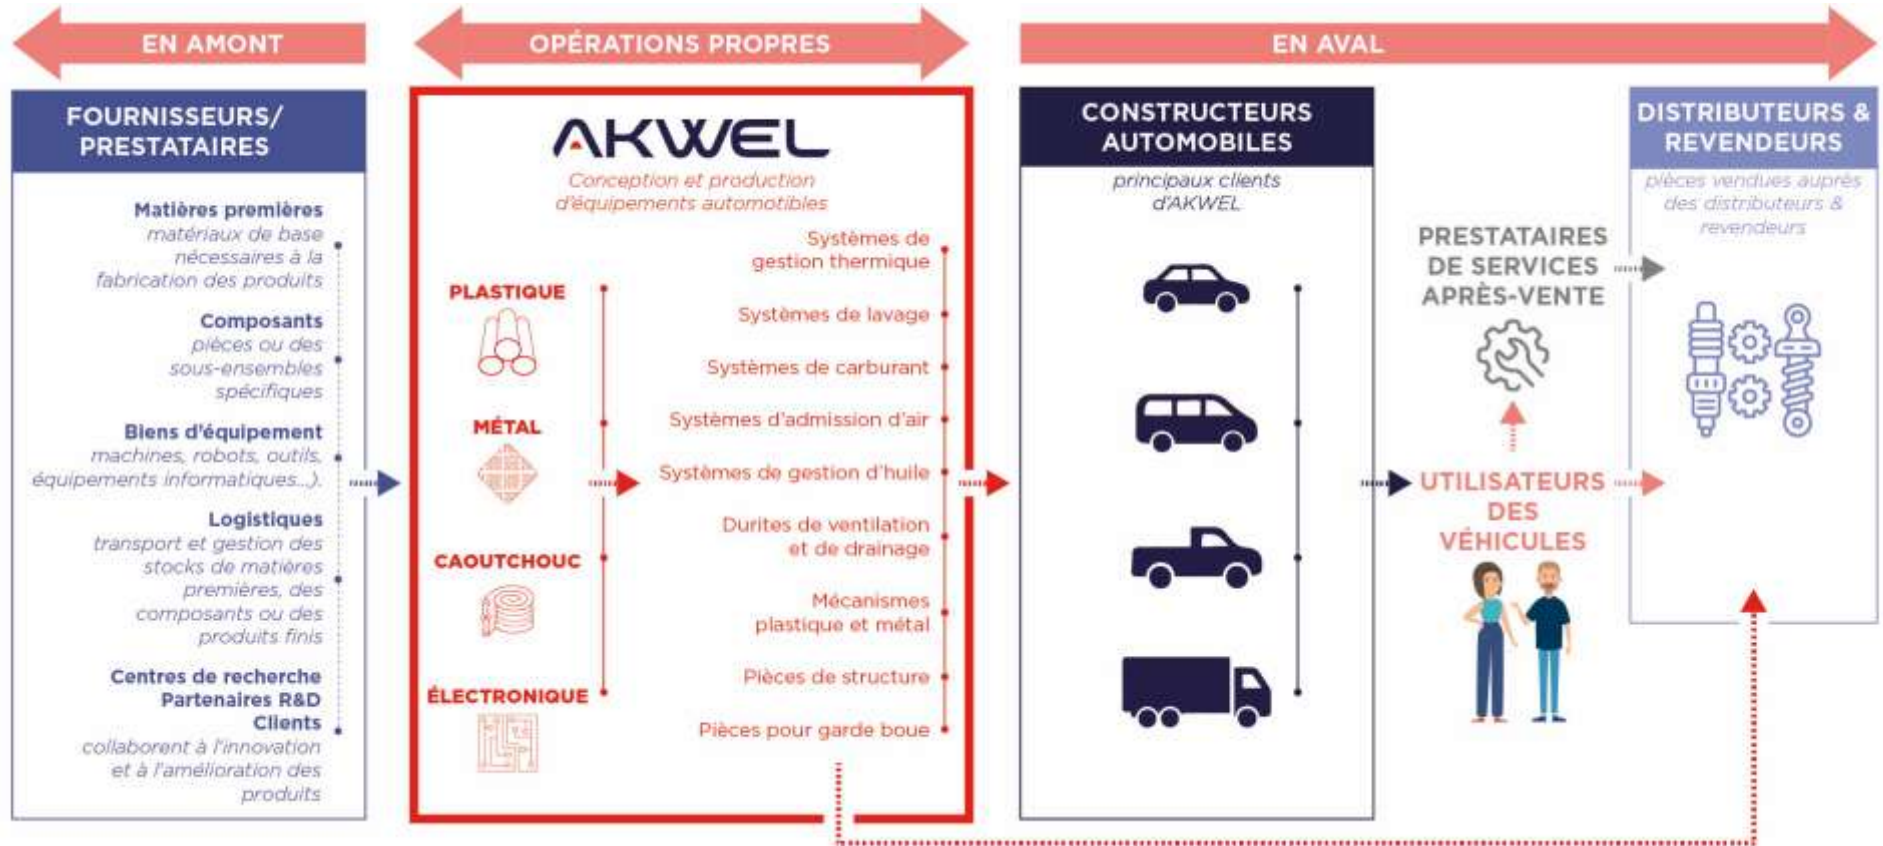 EN AMONT
OPÉRATIONS PROPRES
EN AVAL
FOURNISSEURS/
PRESTATAIRES
Matières premières
matériaux de base
nécessaires à la
fabrication des produits
Composants
pièces ou des
sous-ensembles
spécifiques
Biens d'équipement
machines, robots, outils,
équipements informatiques...).
Logistiques
transport et gestion des
stocks de matières
premières, des
composants ou des
produits finis
Centres de recherche
Partenaires R&D
Clients
collaborent à l'innovation
et à l'amélioration des
produits
AKWEL
Conception et production
d'équipements automotibles
PLASTIQUE
MÉTAL
CAOUTCHOUC
ÉLECTRONIQUE
Systèmes de
gestion thermique
Systèmes de lavage
Systèmes de carburant
Systèmes d'admission d'air
Systèmes de gestion d'huile
Durites de ventilation
et de drainage
Mécanismes
plastique et métal
Pièces de structure
Pièces pour garde boue
CONSTRUCTEURS
AUTOMOBILES
principaux clients
d'AKWEL
PRESTATAIRES
DE SERVICES
APRÈS-VENTE
UTILISATEURS
DES
VÉHICULES
DISTRIBUTEURS &
REVENDEURS
pièces vendues auprès
des distributeurs &
revendeurs